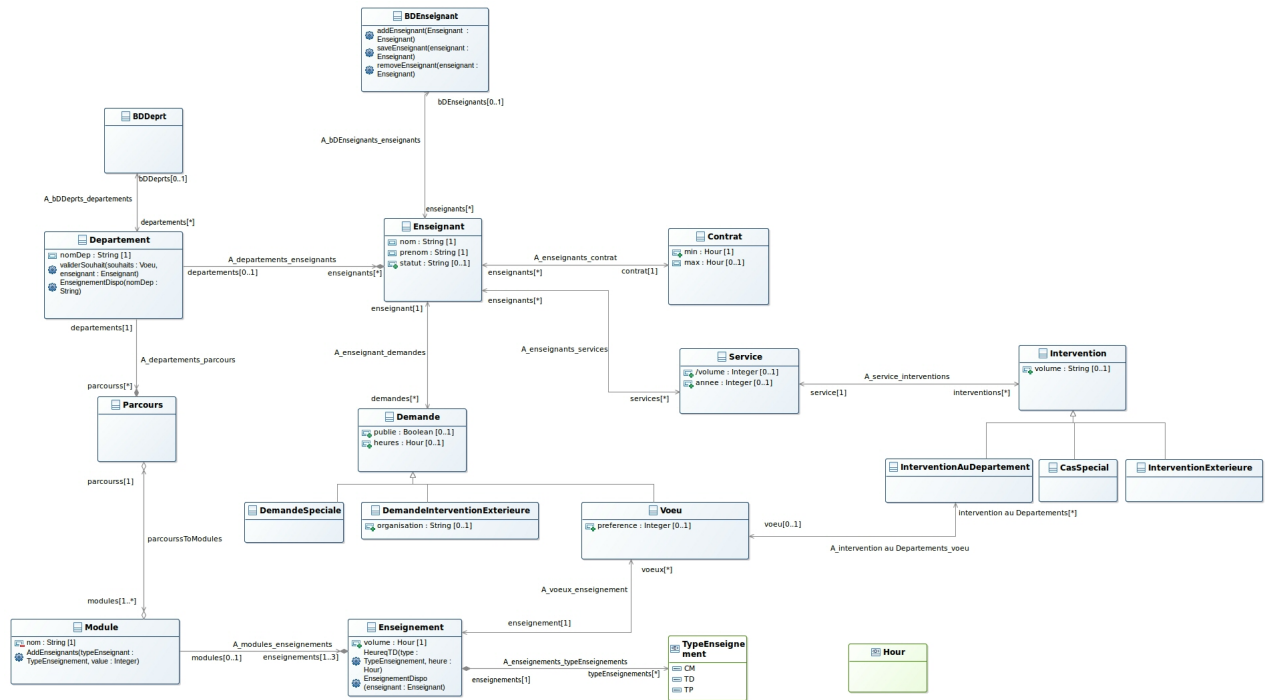 BDEnseignant
addEnseignant(Enseignant :
Enseignant)
saveEnseignant(enseignant :
Enseignant)
removeEnseignant(enseignant :
Enseignant)
bDEnseignants[0..1]
A_bDEnseignants_enseignants
enseignants[*]
BDDeprt
bDDeprts[0..1]
A_bDDeprts_departements
departements[*]
Departement
nomDep : String [1]
validerSouhait(souhaits : Voeu,
enseignant : Enseignant)
EnseignementDispo(nomDep :
String)
A_departements_enseignants
departements[0..1]
enseignants[*]
Enseignant
nom : String [1]
prenom : String [1]
statut : String [0..1]
A_enseignants_contrat
enseignants[*]
contrat[1]
Contrat
min : Hour [1]
max : Hour [0..1]
enseignants[*]
A_enseignants_services
services[*]
Service
/volume : Integer [0..1]
annee : Integer [0..1]
A_service_interventions
service[1]
interventions[*]
Intervention
volume : String [0..1]
enseignant[1]
A_enseignant_demandes
demandes[*]
departements[1]
A_departements_parcours
parcourss[*]
Parcours
Demande
publie : Boolean [0..1]
heures : Hour [0..1]
InterventionAuDepartement
CasSpecial
InterventionExterieure
parcourss[1]
parcourssToModules
modules[1..*]
DemandeSpeciale
DemandeInterventionExterieure
organisation : String [0..1]
Voeu
preference : Integer [0..1]
voeu[0..1]
intervention au Departements[*]
A_intervention au Departements_voeu
voeux[*]
A_voeux_enseignement
enseignement[1]
Module
nom : String [1]
AddEnseignants(typeEnseignant :
TypeEnseignement, value : Integer)
A_modules_enseignements
modules[0..1]
enseignements[1..3]
Enseignement
volume : Hour [1]
HeureqTD(type :
TypeEnseignement, heure :
Hour)
EnseignementDispo
(enseignant : Enseignant)
A_enseignements_typeEnseignements
enseignements[1]
typeEnseignements[*]
TypeEnseigne
ment
CM
TD
TP
Hour